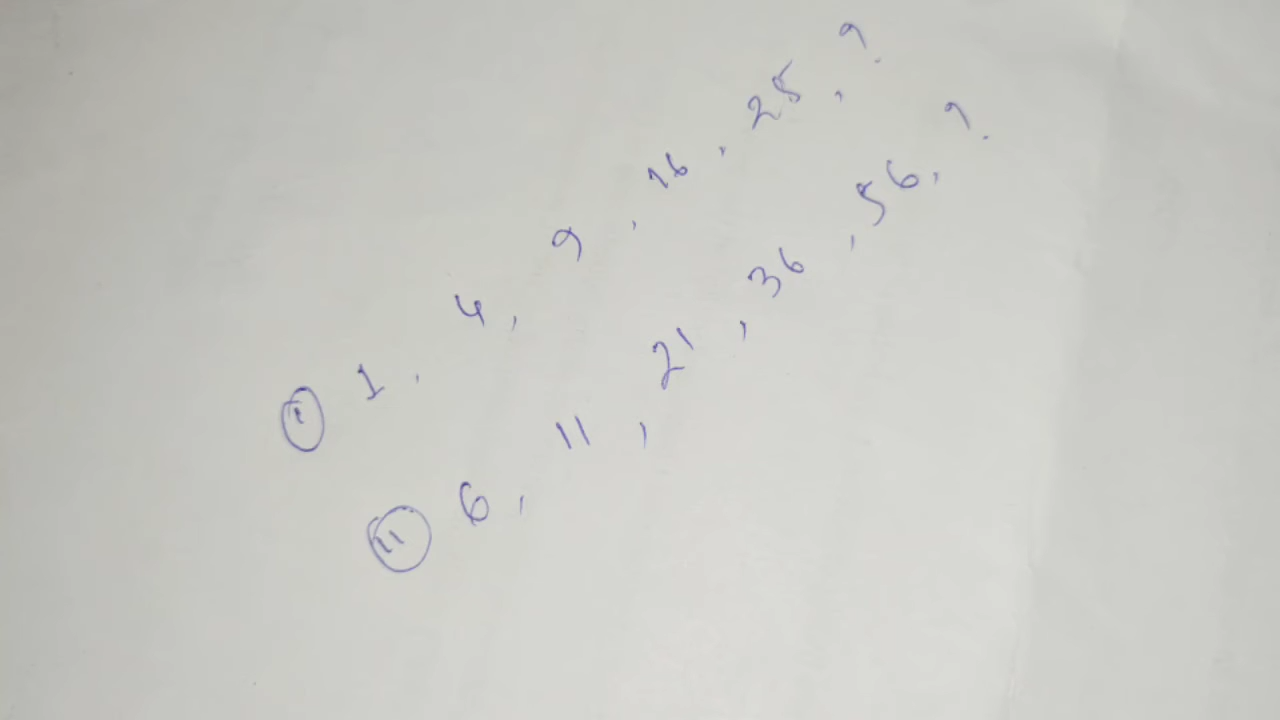 (i) 1, 4, 9, 16, 25, ?
(ii) 6, 11, 21, 36, 56, ?